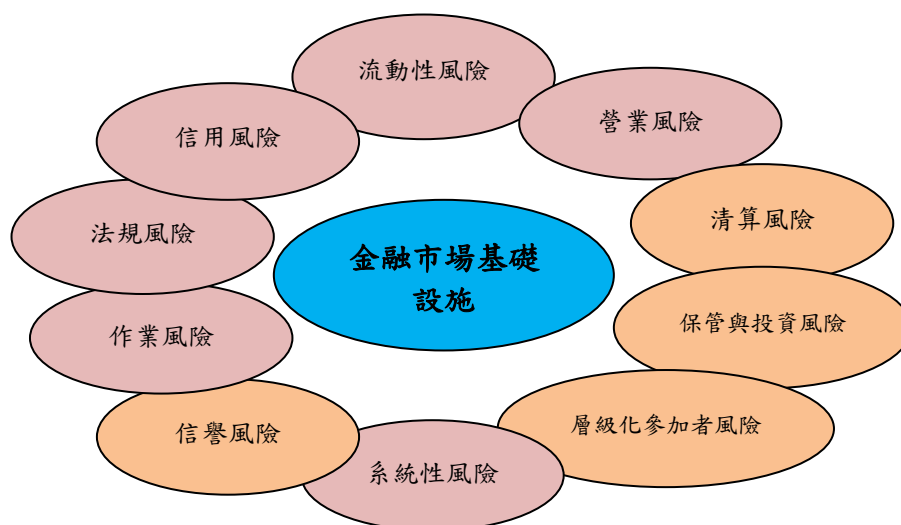 流動性風險
營業風險
信用風險
清算風險
法規風險
金融市場基礎
設施
保管與投資風險
作業風險
層級化參加者風險
信譽風險
系統性風險